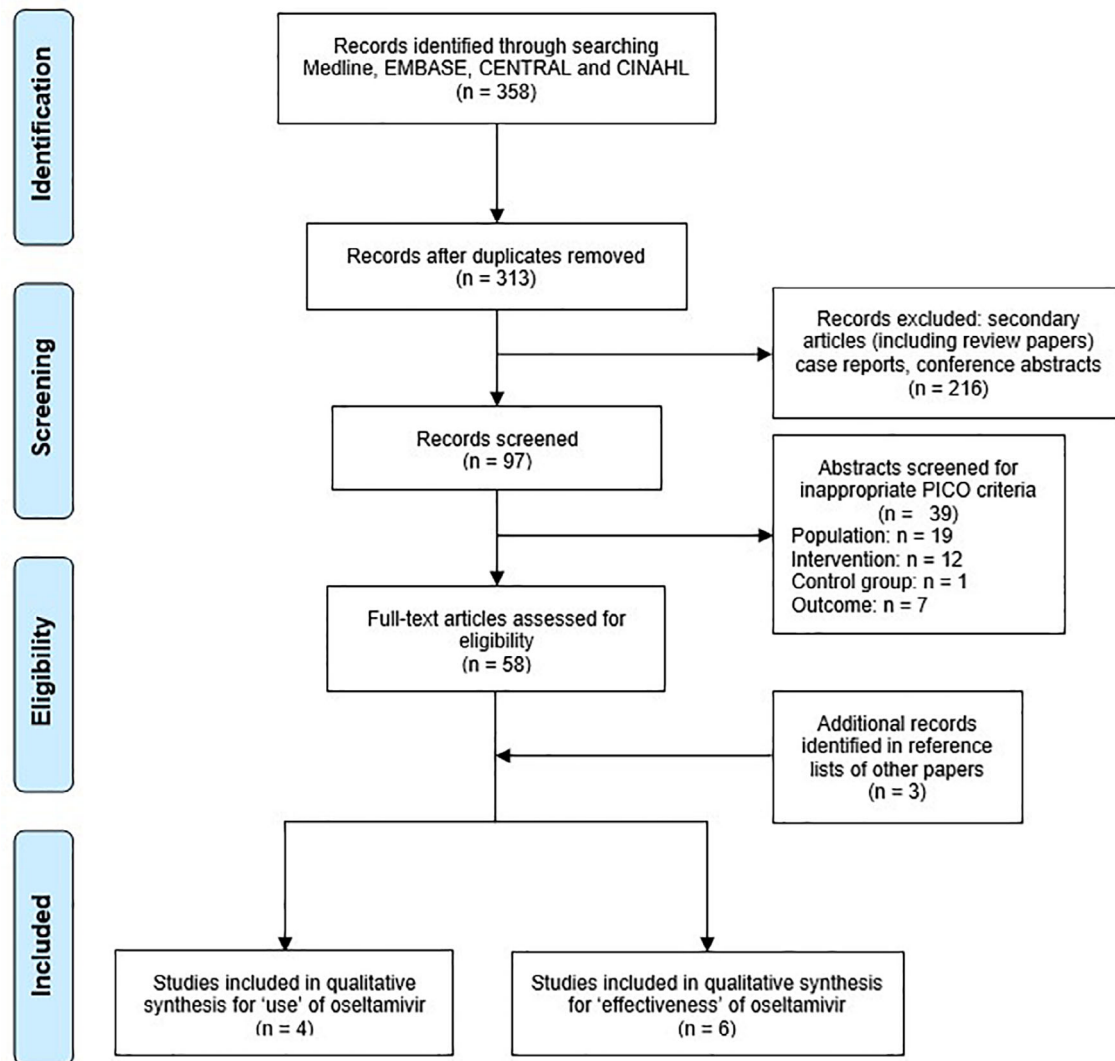 Identification
Records identified through searching
Medline, EMBASE, CENTRAL and CINAHL
(n = 358)
Records after duplicates removed
(n = 313)
Screening
Records excluded: secondary
articles (including review papers)
case reports, conference abstracts
(n = 216)
Records screened
(n = 97)
Abstracts screened for
inappropriate PICO criteria
(n = 39)
Population: n = 19
Intervention: n = 12
Control group: n = 1
Outcome: n = 7
Eligibility
Full-text articles assessed for
eligibility
(n = 58)
Additional records
identified in reference
lists of other papers
(n = 3)
Included
Studies included in qualitative
synthesis for ‘use’ of oseltamivir
(n = 4)
Studies included in qualitative synthesis
for ‘effectiveness’ of oseltamivir
(n = 6)